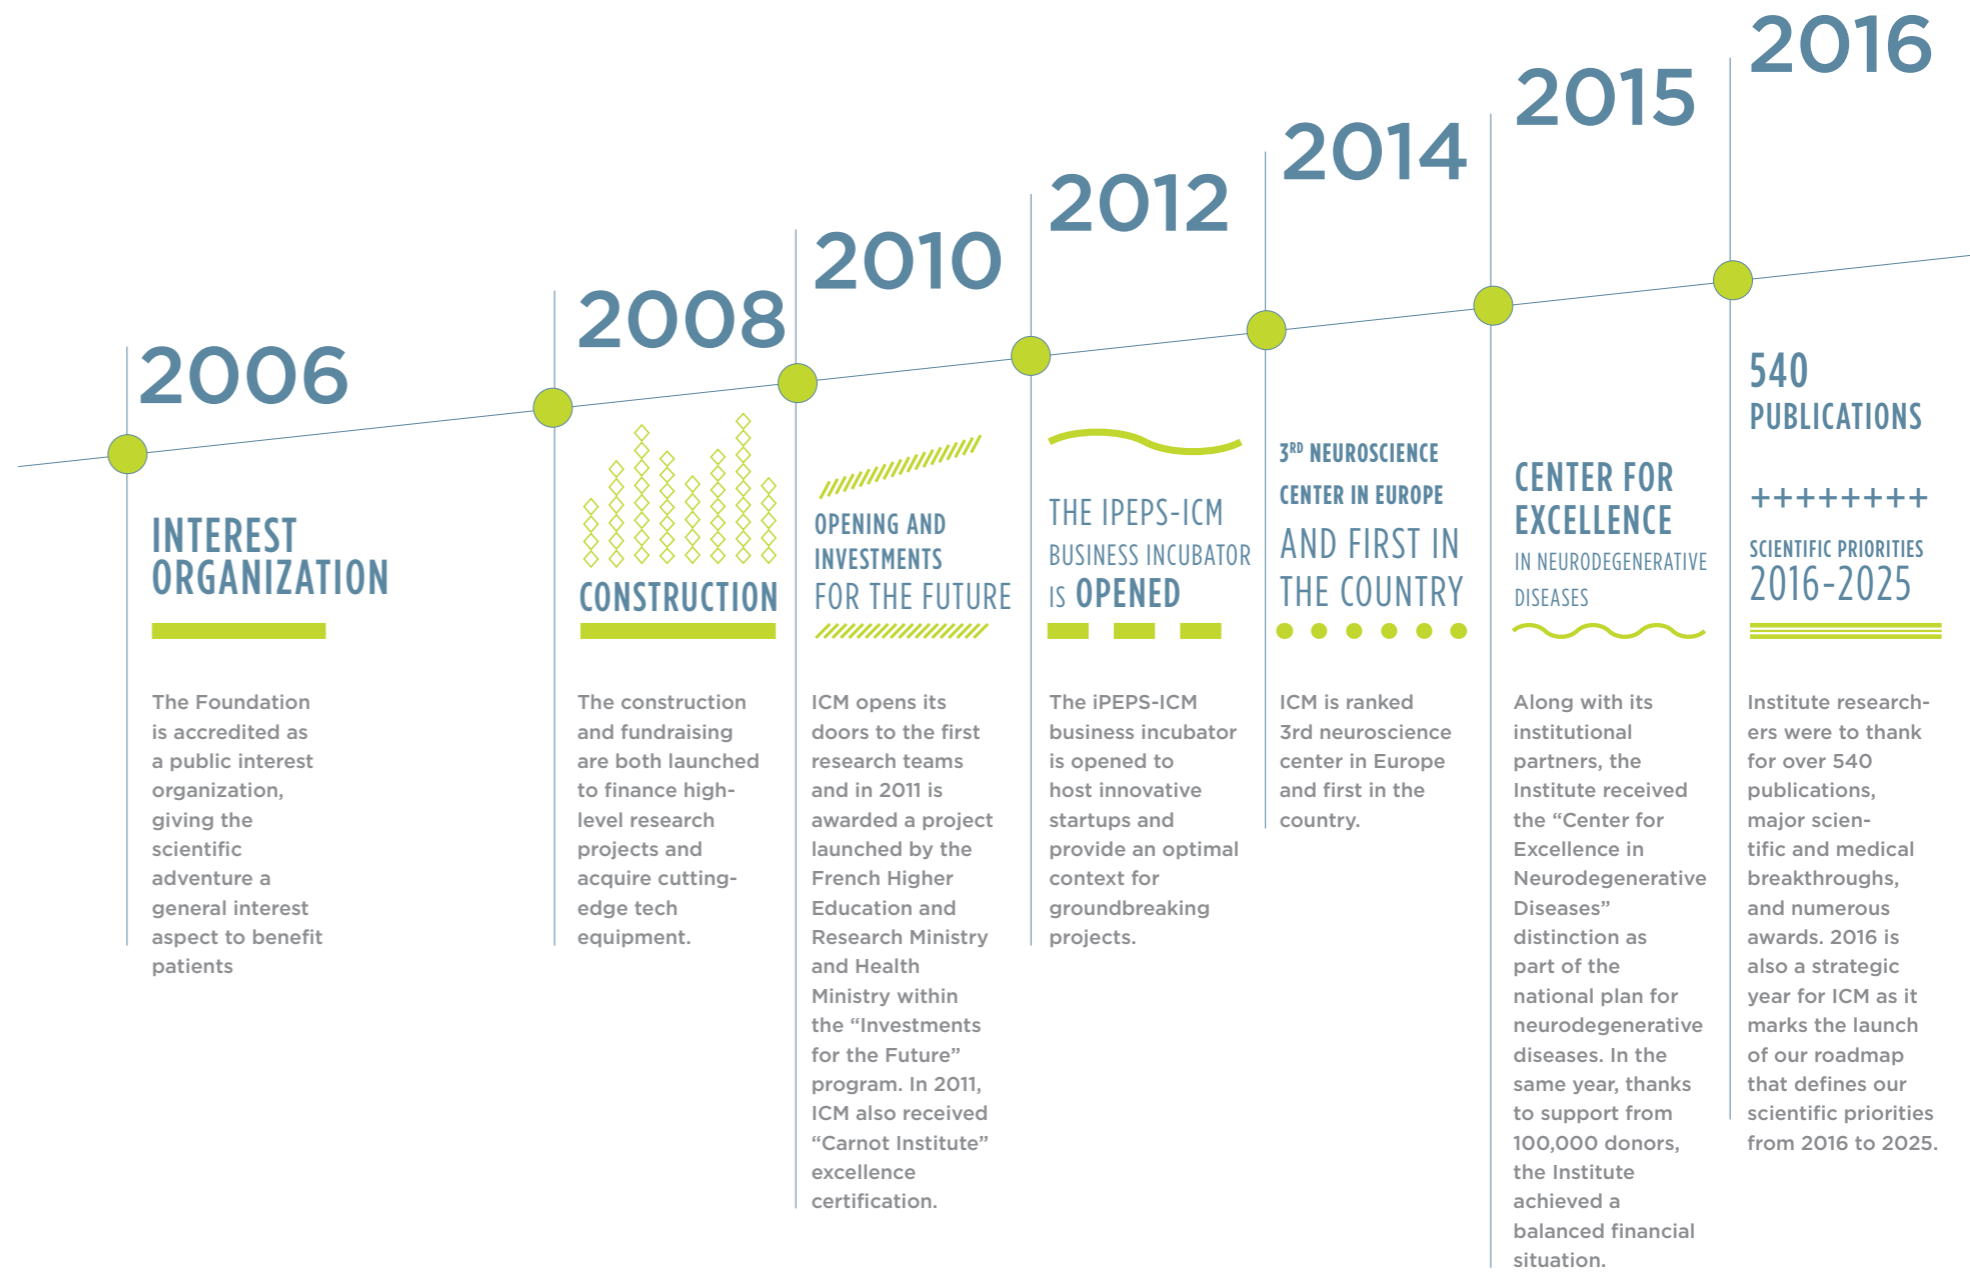 2006
INTEREST
ORGANIZATION
The Foundation
is accredited as
a public interest
organization,
giving the
scientific
adventure a
general interest
aspect to benefit
patients
2008
CONSTRUCTION
The construction
and fundraising
are both launched
to finance high-
level research
projects and
acquire cutting-
edge tech
equipment.
2010
OPENING AND
INVESTMENTS
FOR THE FUTURE
ICM opens its
doors to the first
research teams
and in 2011 is
awarded a project
launched by the
French Higher
Education and
Research Ministry
and Health
Ministry within
the “Investments
for the Future”
program. In 2011,
ICM also received
“Carnot Institute”
excellence
certification.
2012
THE IPEPS-ICM
BUSINESS INCUBATOR
IS OPENED
The iPEPS-ICM
business incubator
is opened to
host innovative
startups and
provide an optimal
context for
groundbreaking
projects.
2014
3RD NEUROSCIENCE
CENTER IN EUROPE
AND FIRST IN
THE COUNTRY
ICM is ranked
3rd neuroscience
center in Europe
and first in the
country.
2015
CENTER FOR
EXCELLENCE
IN NEURODEGENERATIVE
DISEASES
Along with its
institutional
partners, the
Institute received
the “Center for
Excellence in
Neurodegenerative
Diseases”
distinction as
part of the
national plan for
neurodegenerative
diseases. In the
same year, thanks
to support from
100,000 donors,
the Institute
achieved a
balanced financial
situation.
2016
540
PUBLICATIONS
++++++++
SCIENTIFIC PRIORITIES
2016-2025
Institute research-
ers were to thank
for over 540
publications,
major scien-
tific and medical
breakthroughs,
and numerous
awards. 2016 is
also a strategic
year for ICM as it
marks the launch
of our roadmap
that defines our
scientific priorities
from 2016 to 2025.